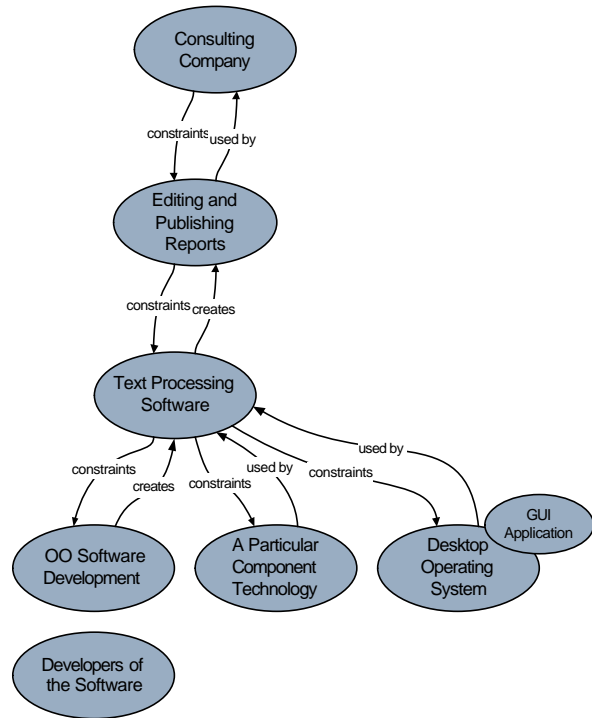 Consulting
Company
constraints
used by
Editing and
Publishing
Reports
constraints
creates
Text Processing
Software
used by
used by
constraints
constraints
constraints
creates
GUI
Application
OO Software
Development
A Particular
Component
Technology
Desktop
Operating
System
Developers of
the Software